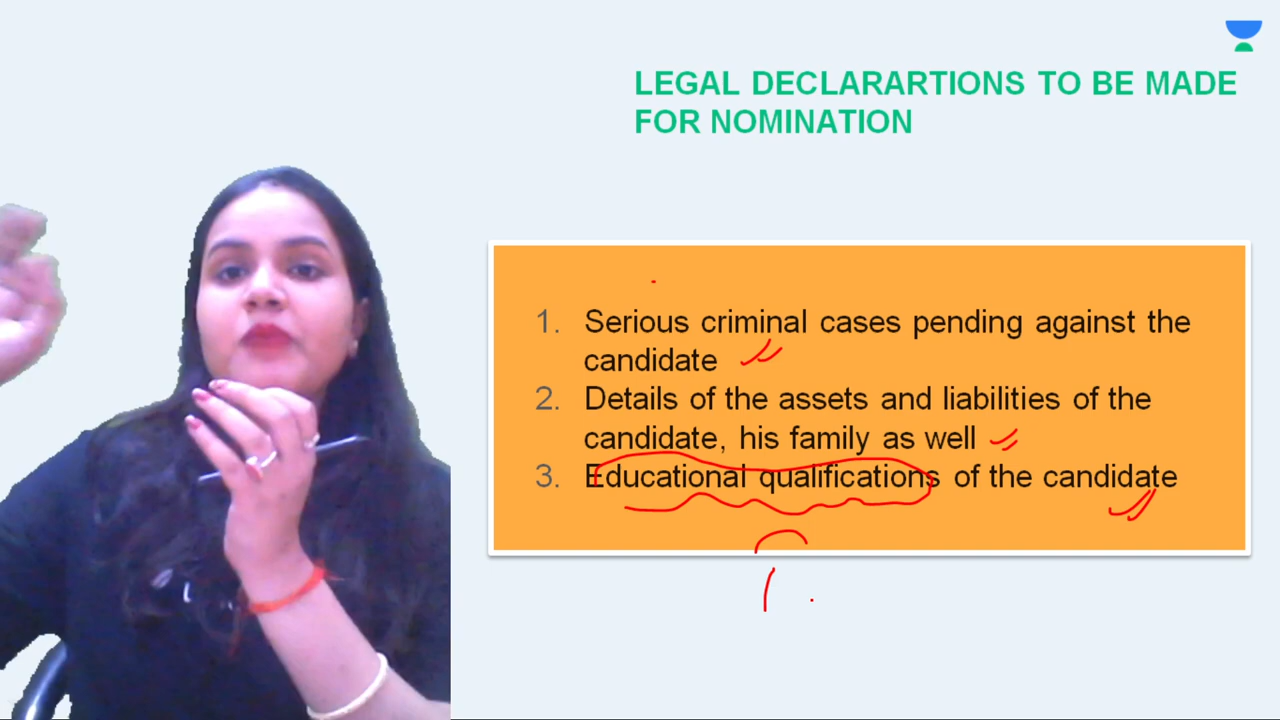 LEGAL DECLARARTIONS TO BE MADE
FOR NOMINATION
1. Serious criminal cases pending against the
candidate
2. Details of the assets and liabilities of the
candidate, his family as well
3. Educational qualifications of the candidate